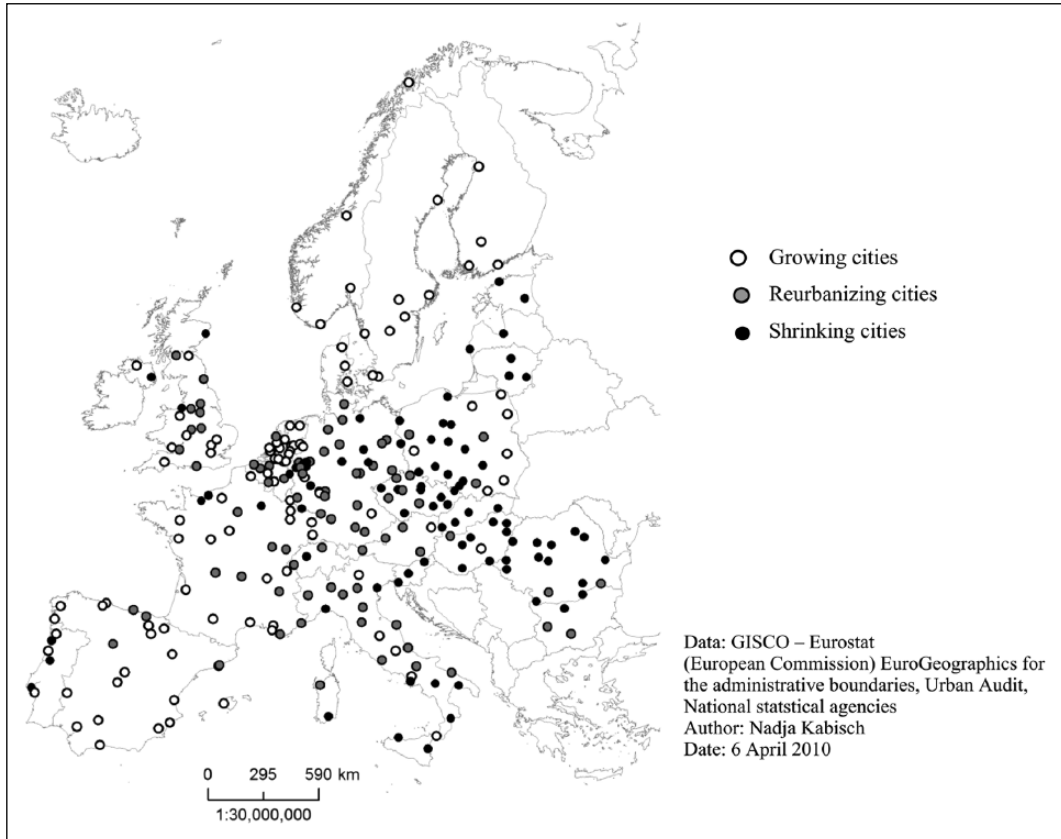 Growing cities
Reurbanizing cities
Shrinking cities
Data: GISCO – Eurostat
(European Commission) EuroGeographics for
the administrative boundaries, Urban Audit,
National statstical agencies
Author: Nadja Kabisch
Date: 6 April 2010
0 295 590 km
1:30,000,000